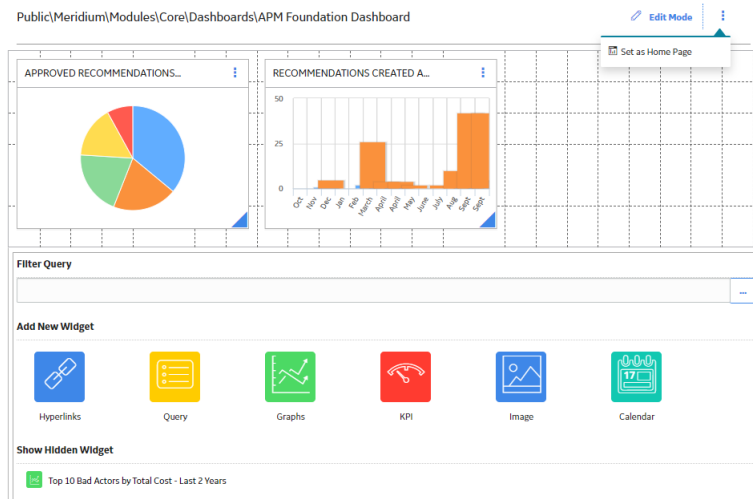 Public\Meridium\Modules\Core\Dashboards\APM Foundation Dashboard
Edit Mode
Set as Home Page
APPROVED RECOMMENDATIONS...
RECOMMENDATIONS CREATED A...
50
25
0
Oct Nov Dec Jan Feb March April April May June July Aug Sept Sept
Filter Query
...
Add New Widget
17
Hyperlinks Query Graphs KPI Image Calendar
Show Hidden Widget
Top 10 Bad Actors by Total Cost - Last 2 Years